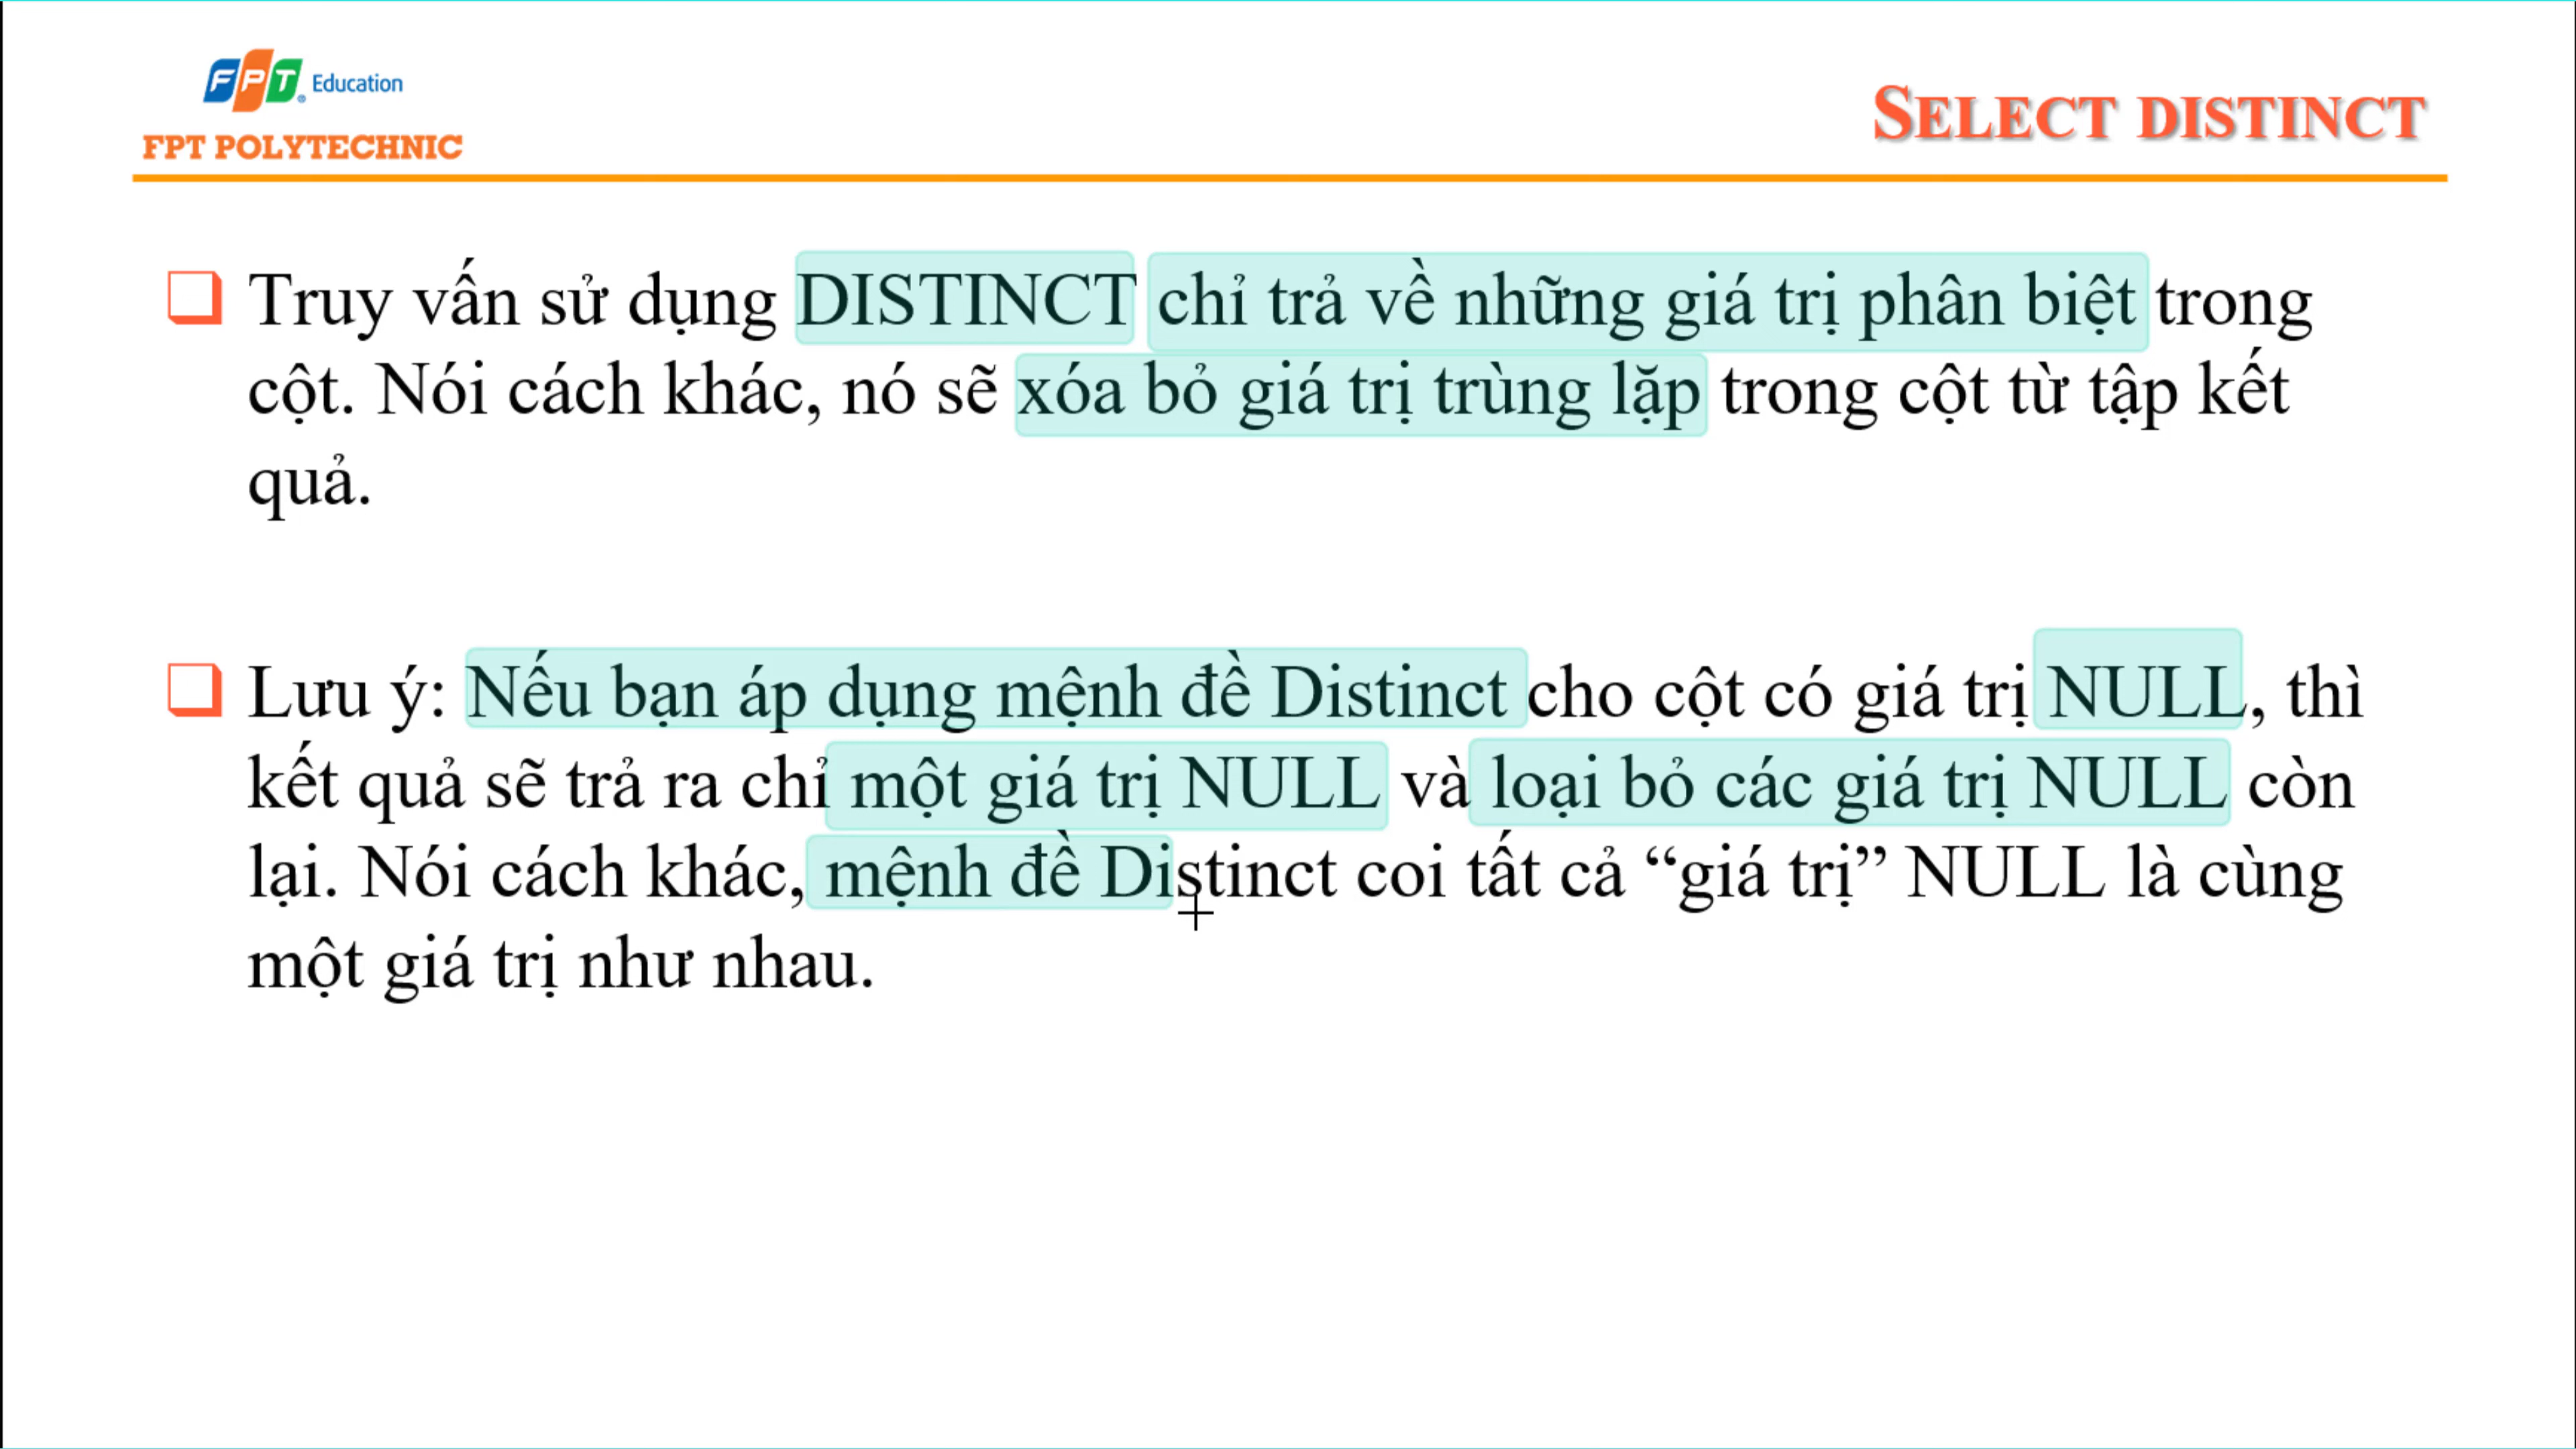 FPT Education
FPT POLYTECHNIC
SELECT DISTINCT
Truy vấn sử dụng DISTINCT chỉ trả về những giá trị phân biệt trong
cột. Nói cách khác, nó sẽ xóa bỏ giá trị trùng lặp trong cột từ tập kết
quả.
Lưu ý: Nếu bạn áp dụng mệnh đề Distinct cho cột có giá trị NULL, thì
kết quả sẽ trả ra chỉ một giá trị NULL và loại bỏ các giá trị NULL còn
lại. Nói cách khác, mệnh đề Distinct coi tất cả “giá trị” NULL là cùng
một giá trị như nhau.